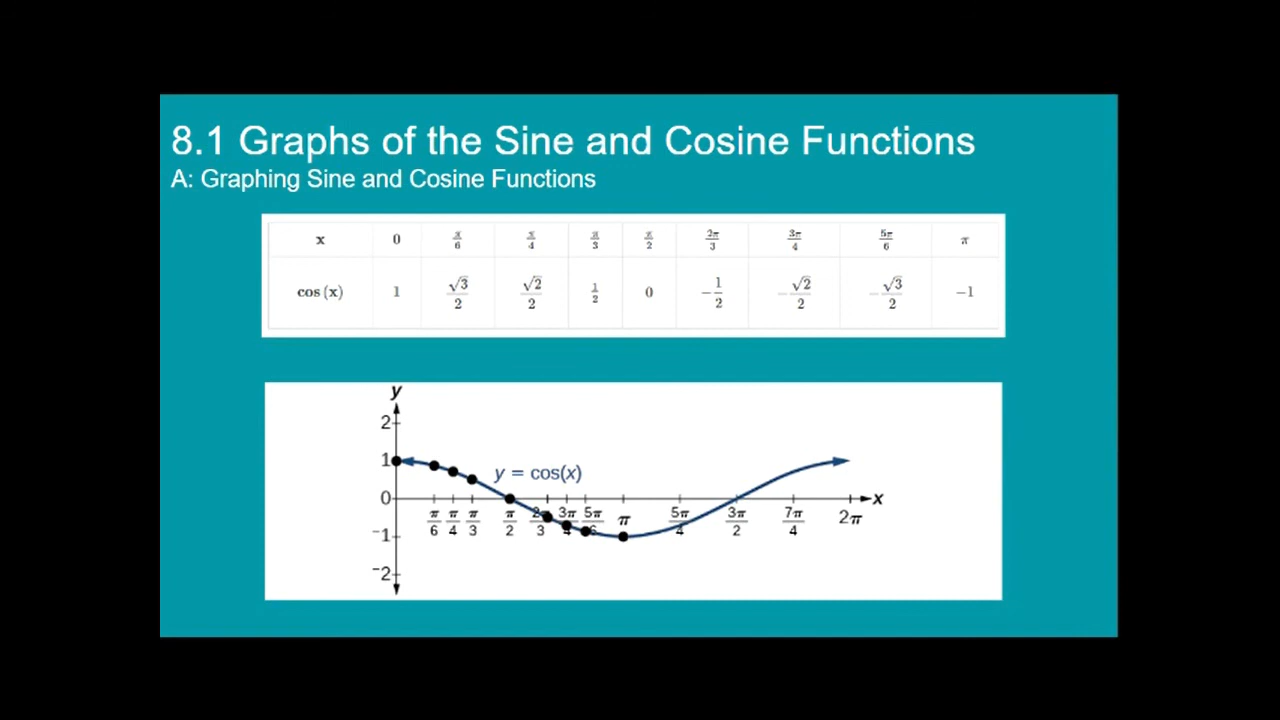 8.1 Graphs of the Sine and Cosine Functions
A: Graphing Sine and Cosine Functions
x 0 π/6 π/4 π/3 π/2 2π/3 3π/4 5π/6 π
cos (x) 1 √3/2 √2/2 1/2 0 −1/2 −√2/2 −√3/2 −1
y
2
1
y = cos(x)
0
x
π/6 π/4 π/3 π/2 2π/3 3π/4 5π/6 π 5π/4 3π/2 7π/4 2π
−1
−2